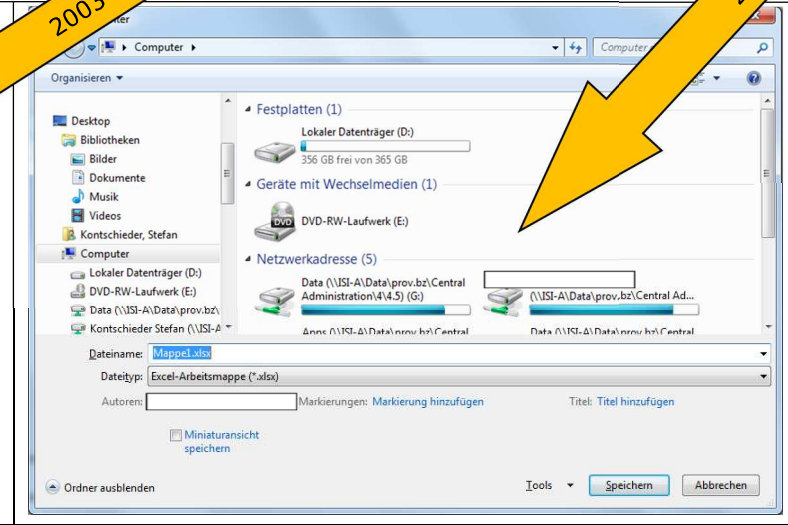 2003
Computer
Computer
Organisieren
Desktop
Bibliotheken
Bilder
Dokumente
Musik
Videos
Kontschieder, Stefan
Computer
Lokaler Datenträger (D:)
DVD-RW-Laufwerk (E:)
Data (\\ISI-A\Data\prov.bz\
Kontschieder Stefan (\\ISI-A
Festplatten (1)
Lokaler Datenträger (D:)
356 GB frei von 365 GB
Geräte mit Wechselmedien (1)
DVD
DVD-RW-Laufwerk (E:)
Netzwerkadresse (5)
Data (\\ISI-A\Data\prov.bz\Central
Administration\4\4.5) (G:)
(\\ISI-A\Data\prov.bz\Central Ad...
Apps (\\ISI-A\Data\prov.bz\Central
Data (\\ISI-A\Data\prov.bz\Central
Dateiname: Mappe1.xlsx
Dateityp: Excel-Arbeitsmappe (*.xlsx)
Autoren:
Markierungen: Markierung hinzufügen
Titel: Titel hinzufügen
Miniaturansicht
speichern
Ordner ausblenden
Tools
Speichern
Abbrechen